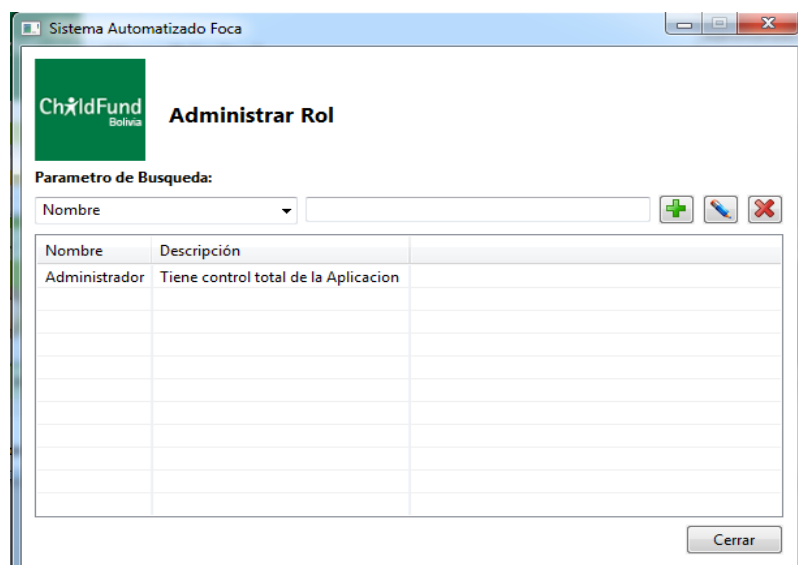 Sistema Automatizado Foca
ChildFund
Bolivia
Administrar Rol
Parametro de Busqueda:
Nombre
Nombre Descripción
Administrador Tiene control total de la Aplicacion
Cerrar